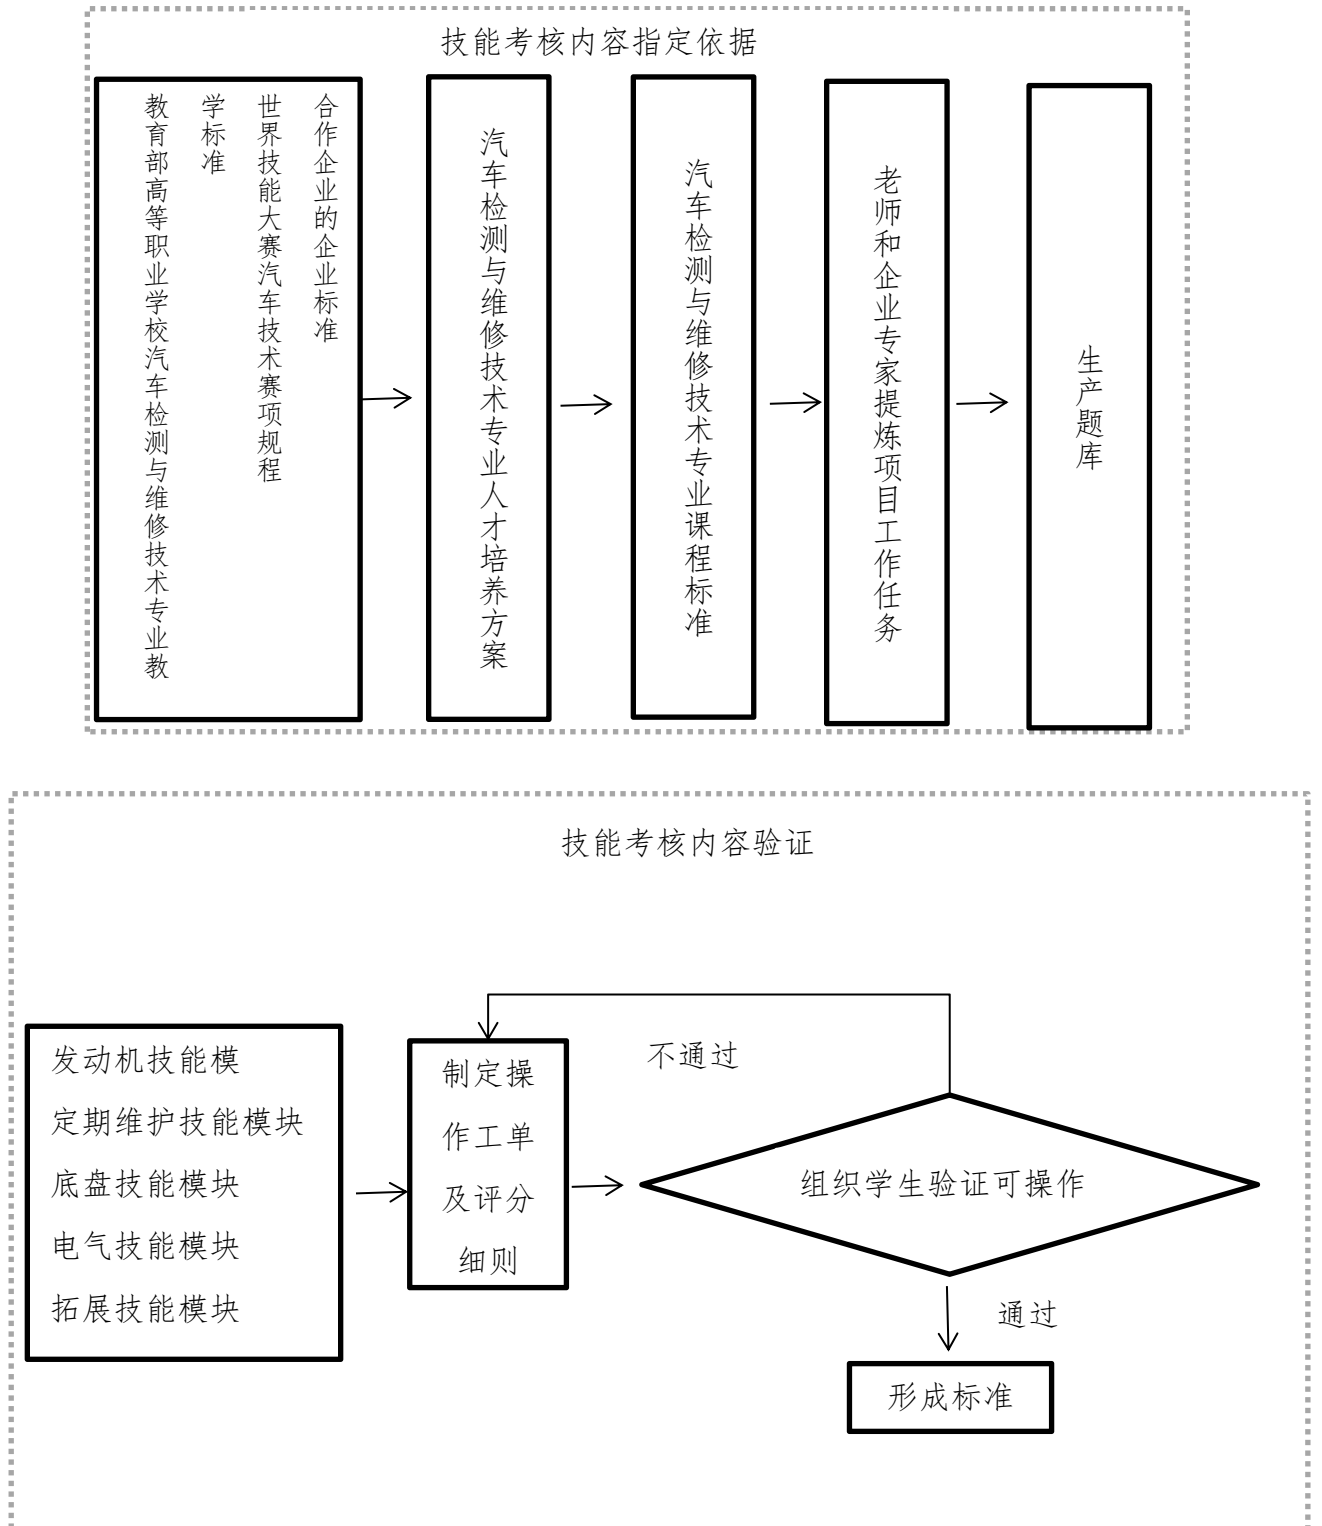 技能考核内容指定依据
教育部高等职业学校汽车检测与维修技术专业教
学标准
世界技能大赛汽车技术赛项规程
合作企业的企业标准
汽车检测与维修技术专业人才培养方案
汽车检测与维修技术专业课程标准
老师和企业专家提炼项目工作任务
生产题库
技能考核内容验证
发动机技能模
定期维护技能模块
底盘技能模块
电气技能模块
拓展技能模块
制定操
作工单
及评分
细则
不通过
组织学生验证可操作
通过
形成标准